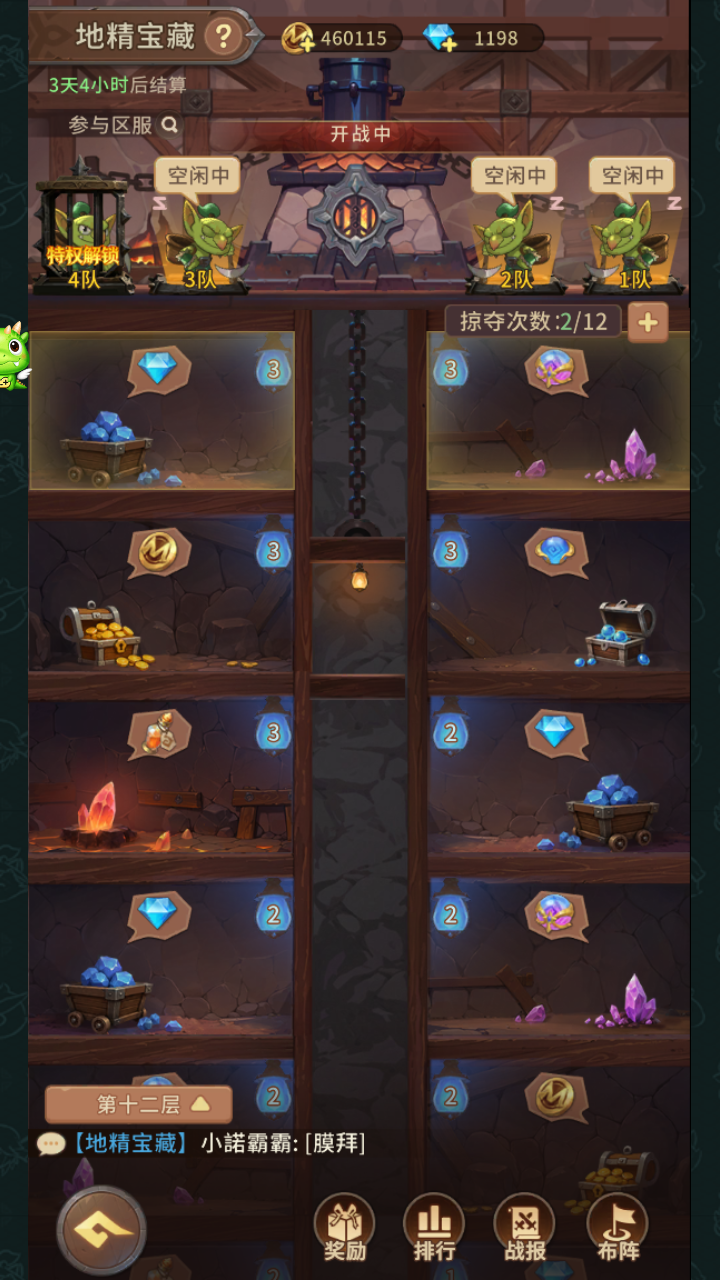 地精宝藏 ? 460115 1198
3天4小时后结算
参与区服
开战中
空闲中 空闲中 空闲中
特权解锁
4队 3队 2队 1队
掠夺次数:2/12
3 3
3 3
3 2
2 2
2 2
第十二层
【地精宝藏】小諾霸霸: [膜拜]
奖励 排行 战报 布阵